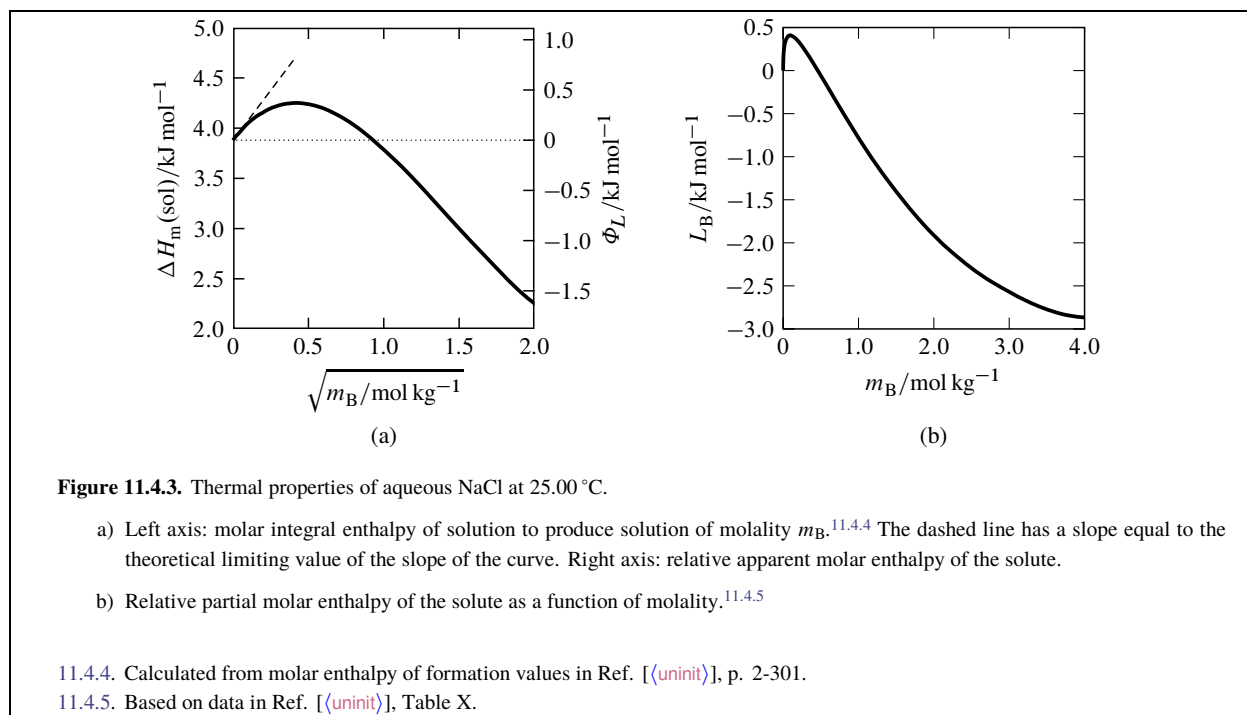 5.0
4.5
4.0
3.5
3.0
2.5
2.0
ΔH_m(sol)/kJ mol⁻¹
0 0.5 1.0 1.5 2.0
√m_B/mol kg⁻¹
1.0
0.5
0
−0.5
−1.0
−1.5
Φ_L/kJ mol⁻¹
(a)
0.5
0
−0.5
−1.0
−1.5
−2.0
−2.5
−3.0
L_B/kJ mol⁻¹
0 1.0 2.0 3.0 4.0
m_B/mol kg⁻¹
(b)
Figure 11.4.3. Thermal properties of aqueous NaCl at 25.00 °C.
a) Left axis: molar integral enthalpy of solution to produce solution of molality m_B.¹¹·⁴·⁴ The dashed line has a slope equal to the
theoretical limiting value of the slope of the curve. Right axis: relative apparent molar enthalpy of the solute.
b) Relative partial molar enthalpy of the solute as a function of molality.¹¹·⁴·⁵
11.4.4. Calculated from molar enthalpy of formation values in Ref. [⟨uninit⟩], p. 2-301.
11.4.5. Based on data in Ref. [⟨uninit⟩], Table X.